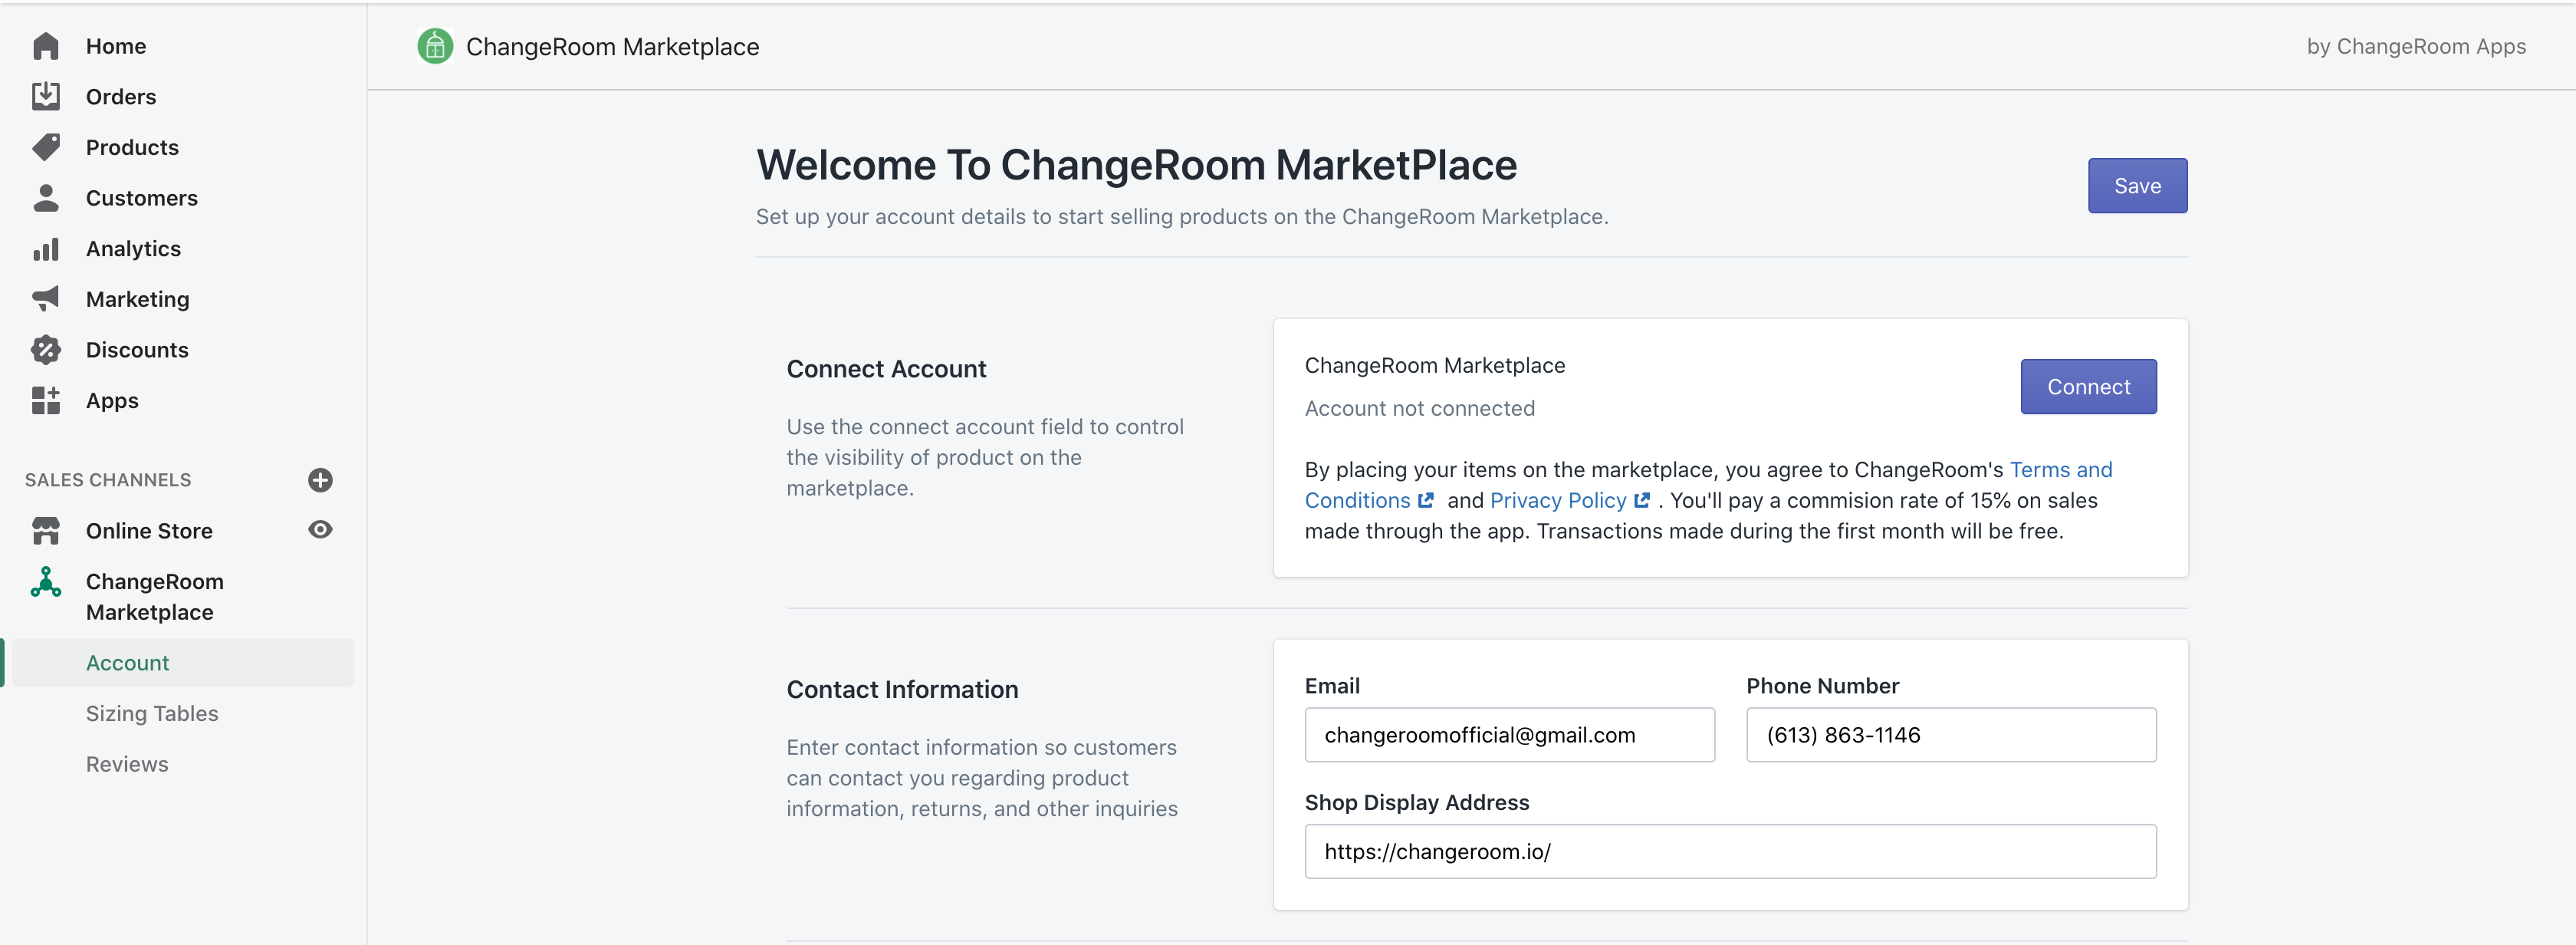 Home
Orders
Products
Customers
Analytics
Marketing
Discounts
Apps
SALES CHANNELS
Online Store
ChangeRoom
Marketplace
Account
Sizing Tables
Reviews
ChangeRoom Marketplace
by ChangeRoom Apps
Welcome To ChangeRoom MarketPlace
Set up your account details to start selling products on the ChangeRoom Marketplace.
Save
Connect Account
Use the connect account field to control
the visibility of product on the
marketplace.
ChangeRoom Marketplace
Account not connected
Connect
By placing your items on the marketplace, you agree to ChangeRoom's Terms and
Conditions and Privacy Policy . You'll pay a commision rate of 15% on sales
made through the app. Transactions made during the first month will be free.
Contact Information
Enter contact information so customers
can contact you regarding product
information, returns, and other inquiries
Email
Phone Number
changeroomofficial@gmail.com
(613) 863-1146
Shop Display Address
https://changeroom.io/